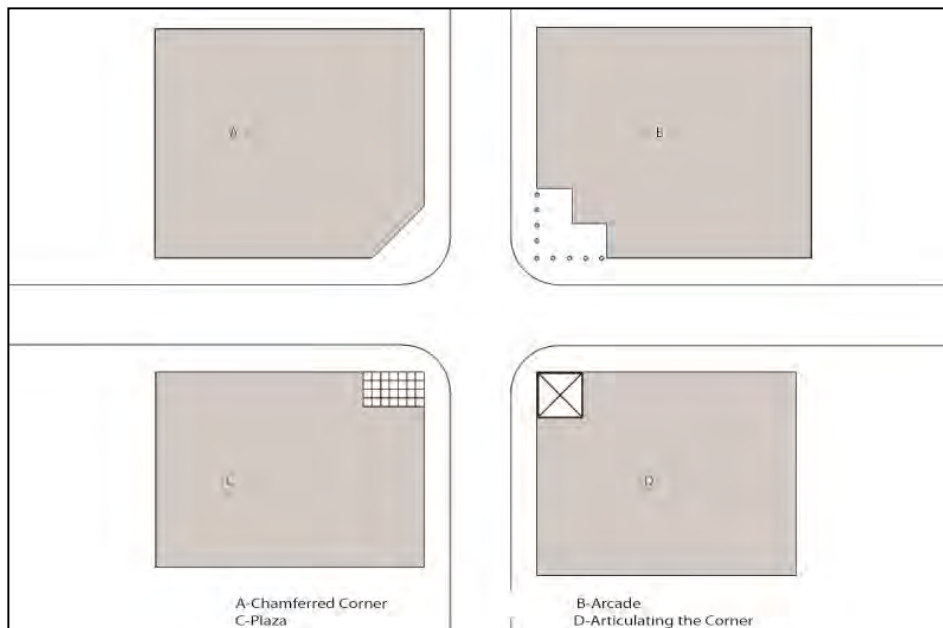 A
B
C
D
A-Chamferred Corner
B-Arcade
C-Plaza
D-Articulating the Corner